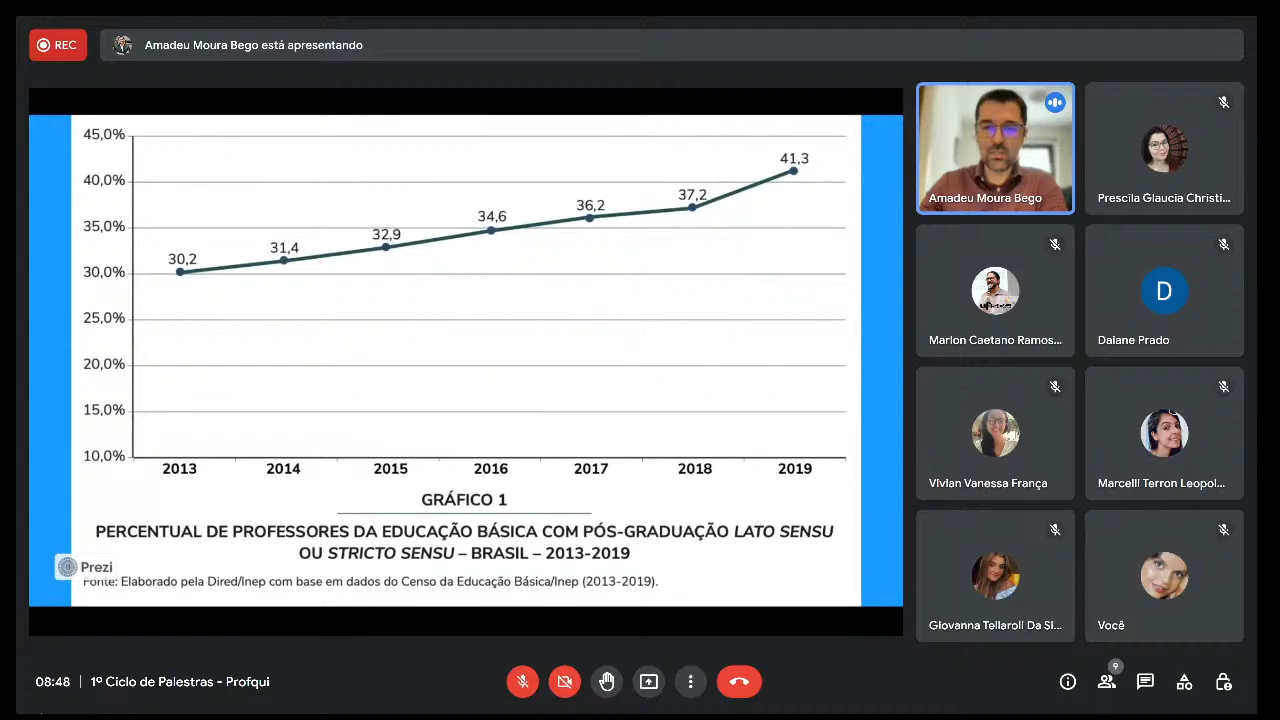 REC
Amadeu Moura Bego está apresentando
45,0%
40,0%
35,0%
30,0%
25,0%
20,0%
15,0%
10,0%
30,2
31,4
32,9
34,6
36,2
37,2
41,3
2013 2014 2015 2016 2017 2018 2019
GRÁFICO 1
PERCENTUAL DE PROFESSORES DA EDUCAÇÃO BÁSICA COM PÓS-GRADUAÇÃO LATO SENSU
OU STRICTO SENSU – BRASIL – 2013-2019
Prezi
Fonte: Elaborado pela Dired/Inep com base em dados do Censo da Educação Básica/Inep (2013-2019).
Amadeu Moura Bego
Prescila Glaucia Christi...
Marlon Caetano Ramos...
D
Daiane Prado
Vivian Vanessa França
Marcelli Terron Leopol...
Giovanna Tellaroli Da Si...
Você
08:48 | 1º Ciclo de Palestras - Profqui
9